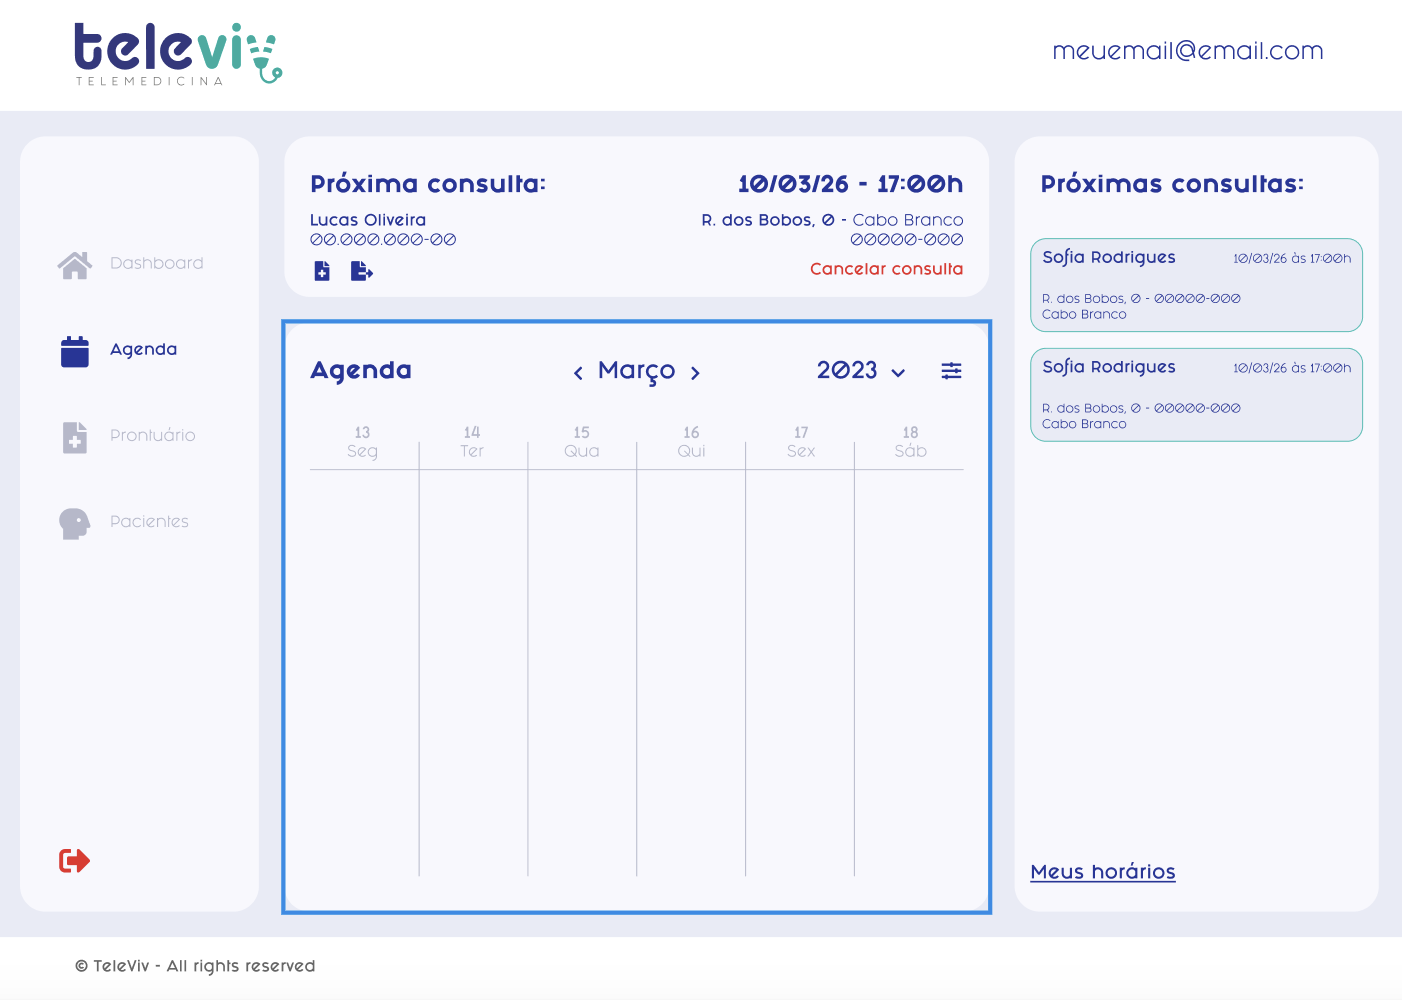 televiv
TELEMEDICINA
meuemail@email.com
Dashboard
Agenda
Prontuário
Pacientes
Próxima consulta:
10/03/26 - 17:00h
Lucas Oliveira
00.000.000-00
R. dos Bobos, 0 - Cabo Branco
00000-000
Cancelar consulta
Agenda
‹ Março ›
2023
13
Seg
14
Ter
15
Qua
16
Qui
17
Sex
18
Sáb
Próximas consultas:
Sofia Rodrigues
10/03/26 às 17:00h
R. dos Bobos, 0 - 00000-000
Cabo Branco
Sofia Rodrigues
10/03/26 às 17:00h
R. dos Bobos, 0 - 00000-000
Cabo Branco
Meus horários
© TeleViv - All rights reserved